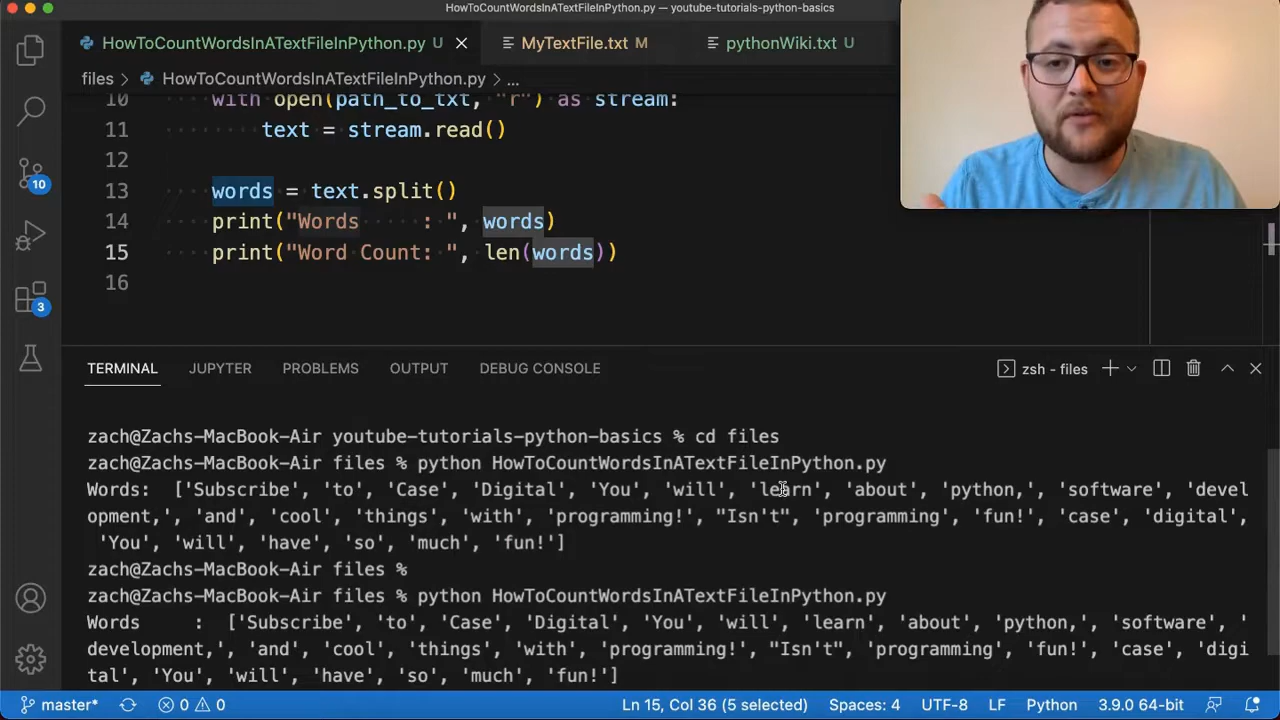 HowToCountWordsInATextFileInPython.py — youtube-tutorials-python-basics
HowToCountWordsInATextFileInPython.py U
MyTextFile.txt M
pythonWiki.txt U
files > HowToCountWordsInATextFileInPython.py > ...
10 with open(path_to_txt, "r") as stream:
11 text = stream.read()
12
13 words = text.split()
14 print("Words    : ", words)
15 print("Word Count: ", len(words))
16
10
3
TERMINAL JUPYTER PROBLEMS OUTPUT DEBUG CONSOLE
zsh - files
zach@Zachs-MacBook-Air youtube-tutorials-python-basics % cd files
zach@Zachs-MacBook-Air files % python HowToCountWordsInATextFileInPython.py
Words:  ['Subscribe', 'to', 'Case', 'Digital', 'You', 'will', 'learn', 'about', 'python,', 'software', 'devel
opment,', 'and', 'cool', 'things', 'with', 'programming!', "Isn't", 'programming', 'fun!', 'case', 'digital',
'You', 'will', 'have', 'so', 'much', 'fun!']
zach@Zachs-MacBook-Air files %
zach@Zachs-MacBook-Air files % python HowToCountWordsInATextFileInPython.py
Words    :  ['Subscribe', 'to', 'Case', 'Digital', 'You', 'will', 'learn', 'about', 'python,', 'software', '
development,', 'and', 'cool', 'things', 'with', 'programming!', "Isn't", 'programming', 'fun!', 'case', 'digi
tal', 'You', 'will', 'have', 'so', 'much', 'fun!']
master* 0 0 Ln 15, Col 36 (5 selected) Spaces: 4 UTF-8 LF Python 3.9.0 64-bit